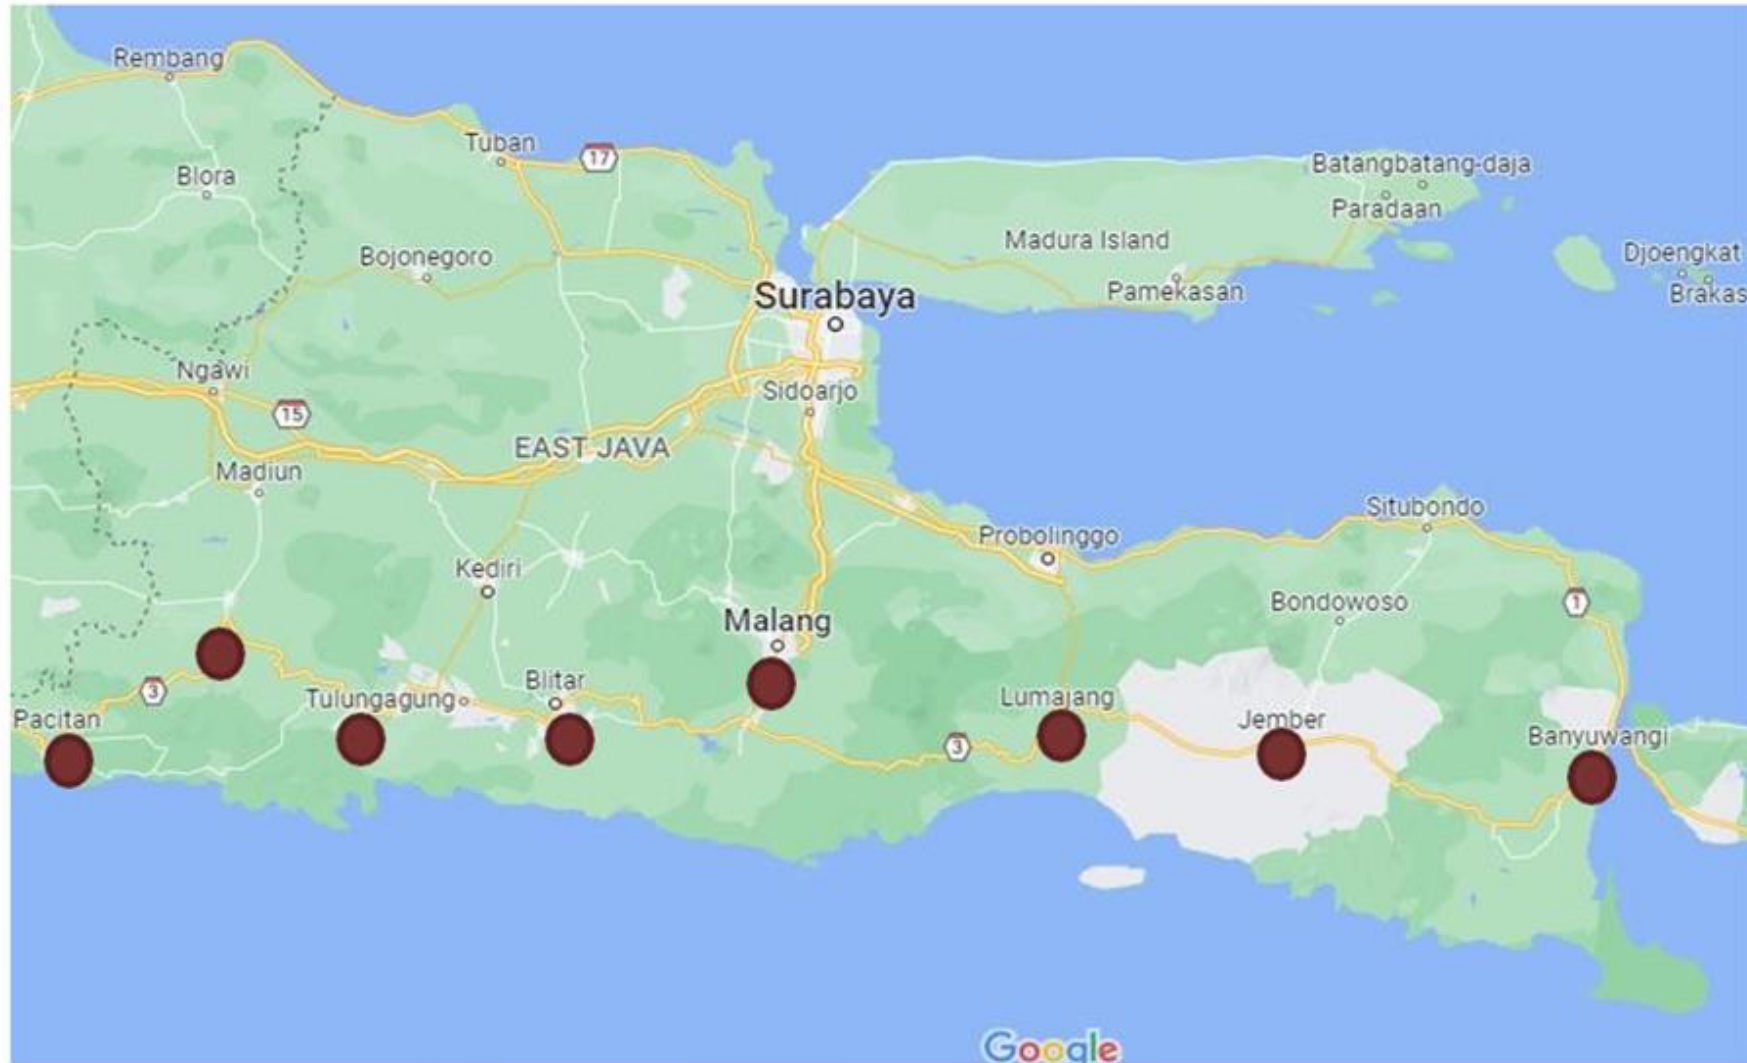 Rembang
Tuban
17
Blora
Batangbatang-daja
Paradaan
Bojonegoro
Madura Island
Djoengkat
Surabaya
Pamekasan
Brakas
Ngawi
15
Sidoarjo
EAST JAVA
Madiun
Situbondo
Probolinggo
Kediri
Bondowoso
1
Malang
3
Tulungagung
Blitar
Lumajang
Pacitan
Jember
3
Banyuwangi
Google